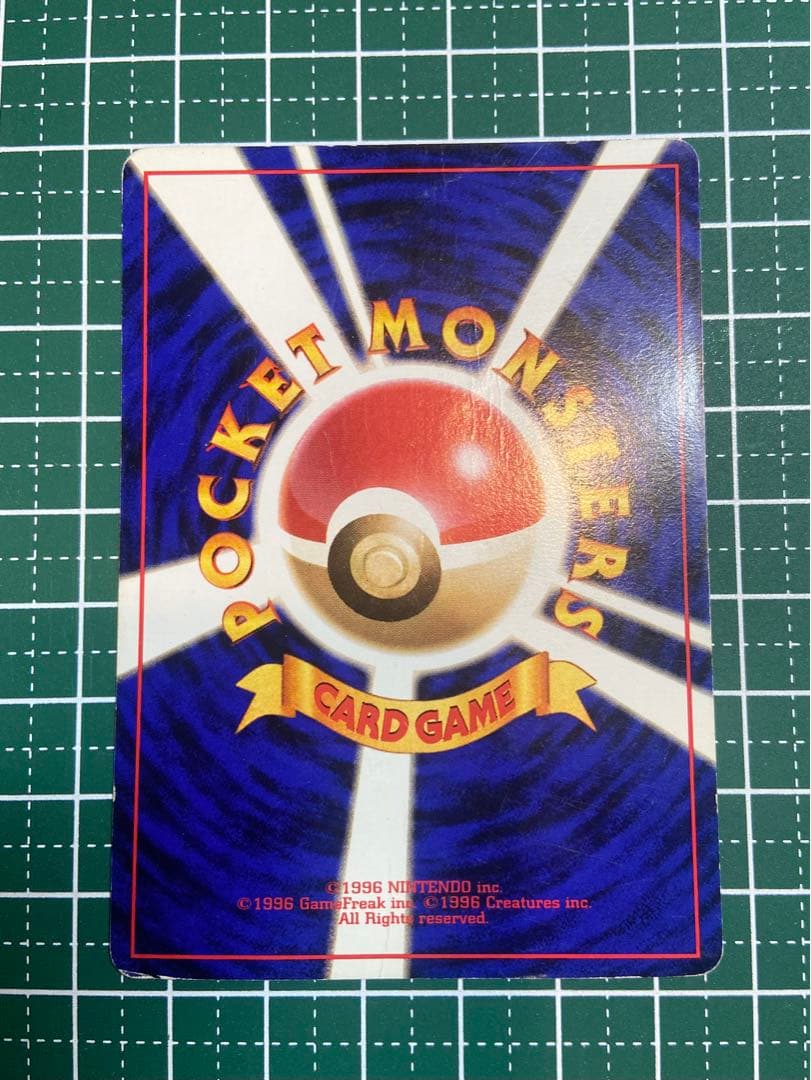 POCKET MONSTERS
CARD GAME
©1996 NINTENDO inc.
©1996 GameFreak inc. ©1996 Creatures inc.
All Rights reserved.